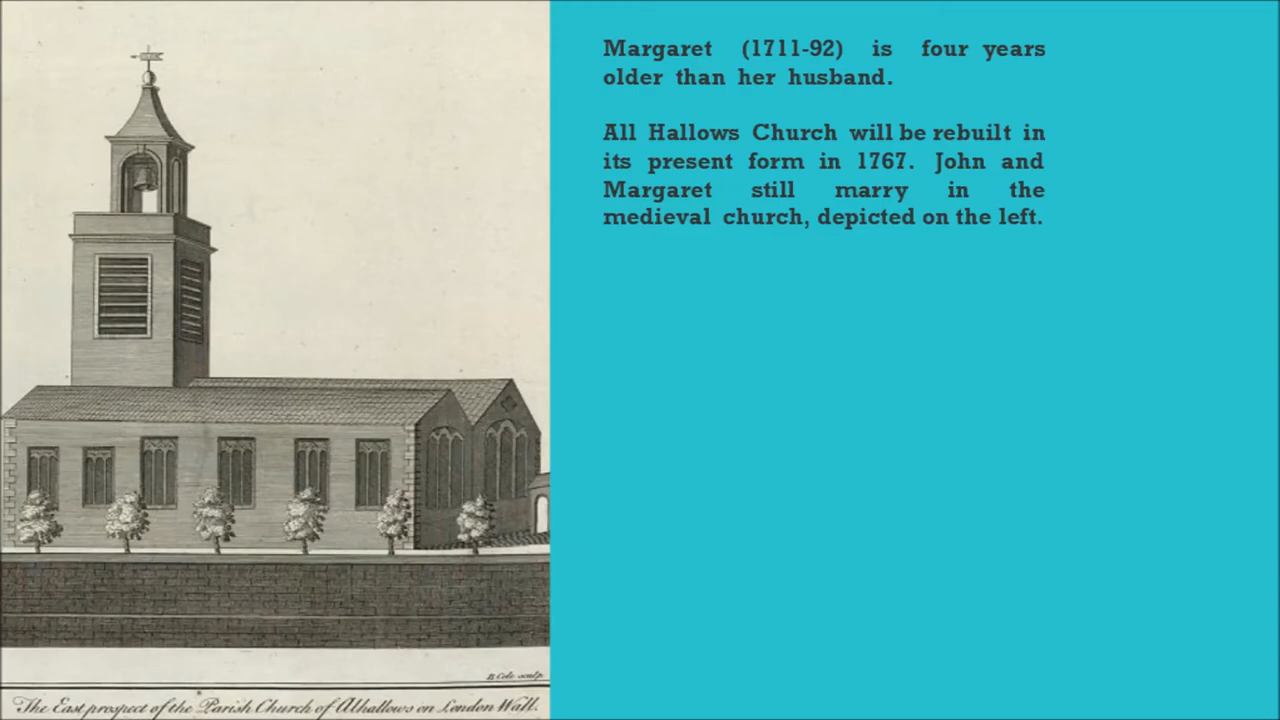 Margaret (1711-92) is four years
older than her husband.
All Hallows Church will be rebuilt in
its present form in 1767. John and
Margaret still marry in the
medieval church, depicted on the left.
B Cole sculp.
The East prospect of the Parish Church of Alhallows on London Wall.